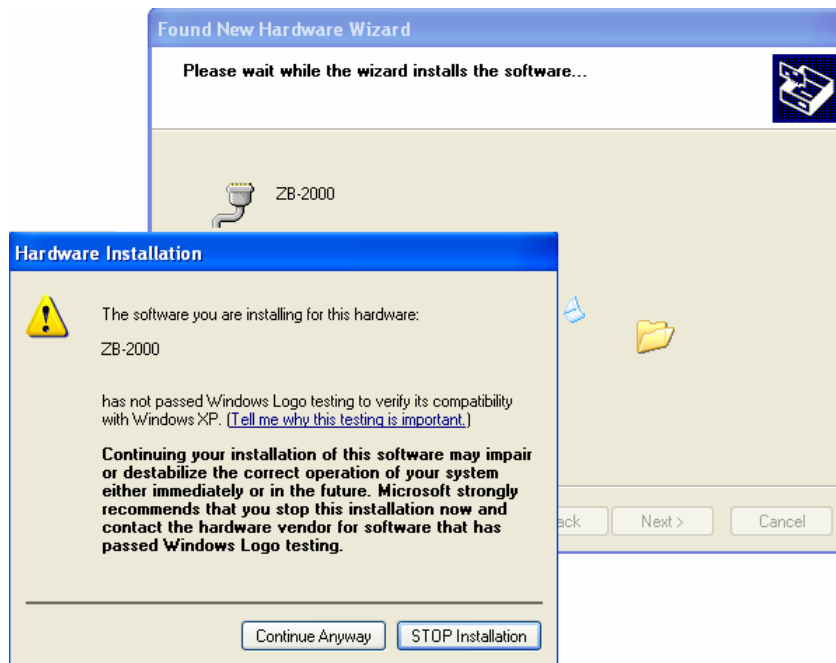 Found New Hardware Wizard
Please wait while the wizard installs the software...
ZB-2000
Hardware Installation
The software you are installing for this hardware:
ZB-2000
has not passed Windows Logo testing to verify its compatibility
with Windows XP. (Tell me why this testing is important.)
Continuing your installation of this software may impair
or destabilize the correct operation of your system
either immediately or in the future. Microsoft strongly
recommends that you stop this installation now and
contact the hardware vendor for software that has
passed Windows Logo testing.
ack Next > Cancel
Continue Anyway STOP Installation